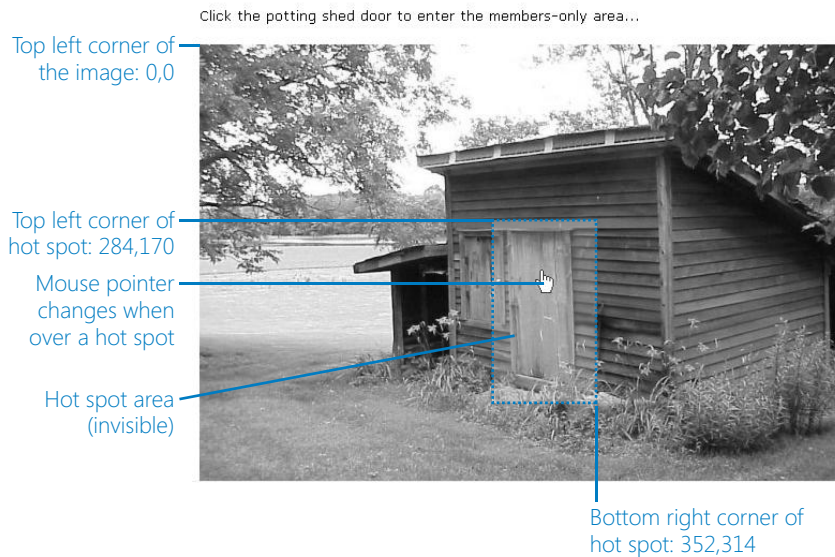 Click the potting shed door to enter the members-only area...
Top left corner of
the image: 0,0
Top left corner of
hot spot: 284,170
Mouse pointer
changes when
over a hot spot
Hot spot area
(invisible)
Bottom right corner of
hot spot: 352,314